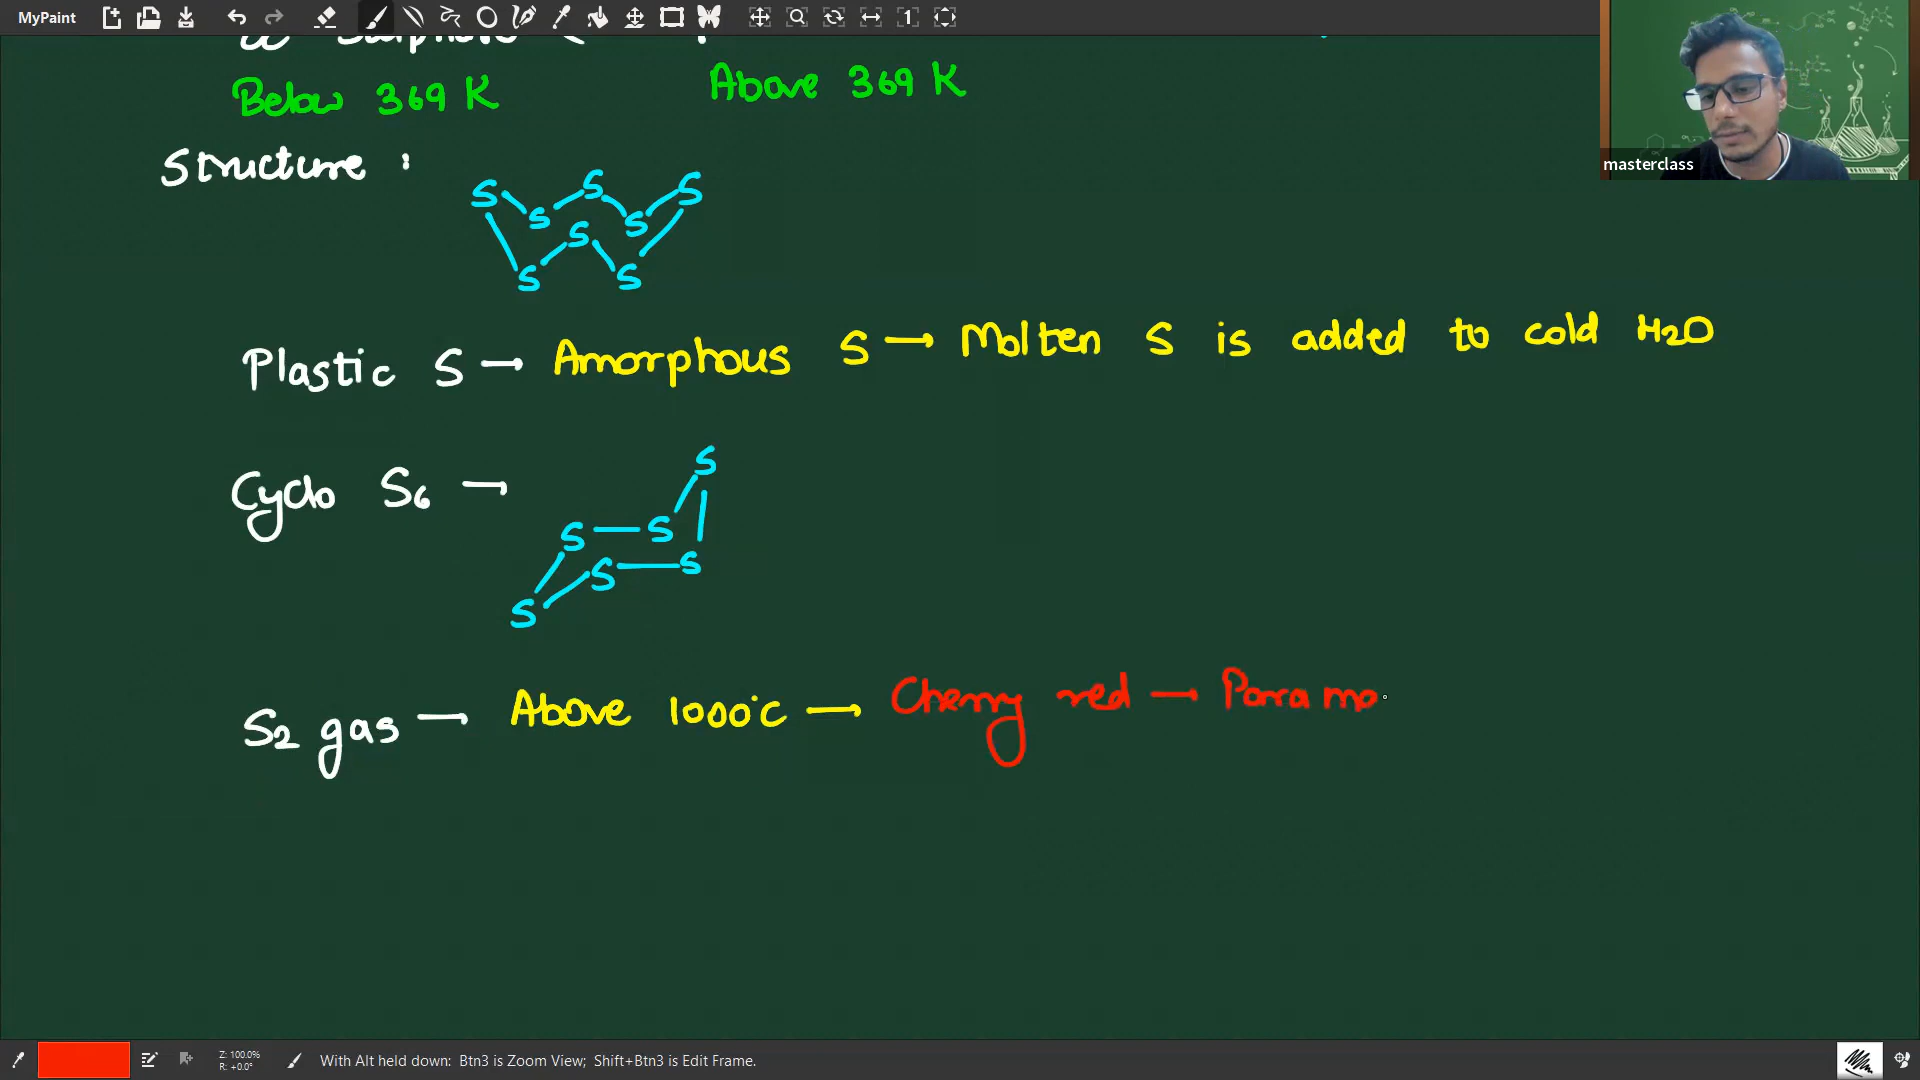 MyPaint
Below 369 K
Above 369 K
masterclass
Structure :
S S S S S
S
S S
Plastic S → Amorphous S → Molten S is added to cold H2O
S
Cyclo S6 →
S S
S S
S
S2 gas → Above 1000°C → Cherry red → Para mo
Z: 100.0%
R: +0.0°
With Alt held down: Btn3 is Zoom View; Shift+Btn3 is Edit Frame.